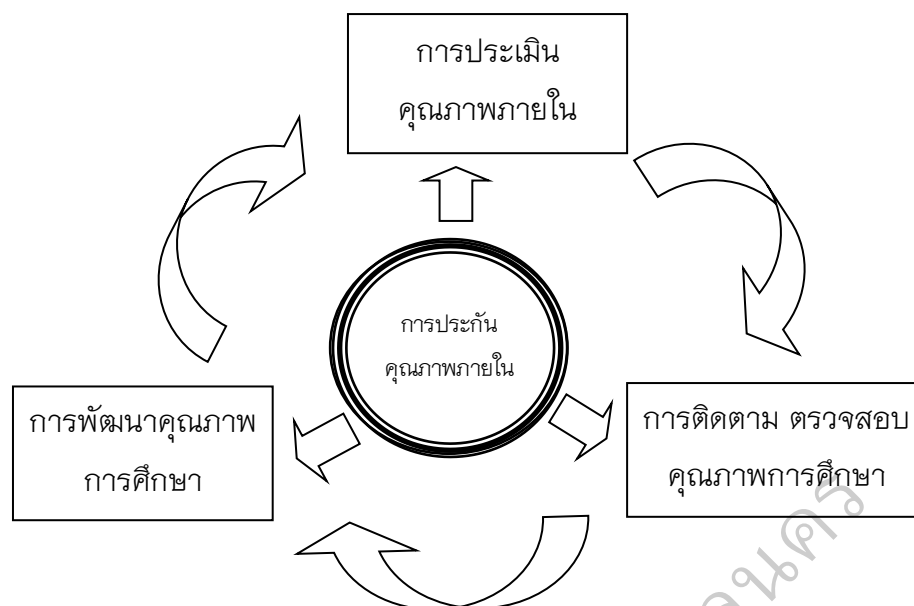 การประเมิน
คุณภาพภายใน
การประกัน
คุณภาพภายใน
การพัฒนาคุณภาพ
การศึกษา
การติดตาม ตรวจสอบ
คุณภาพการศึกษา